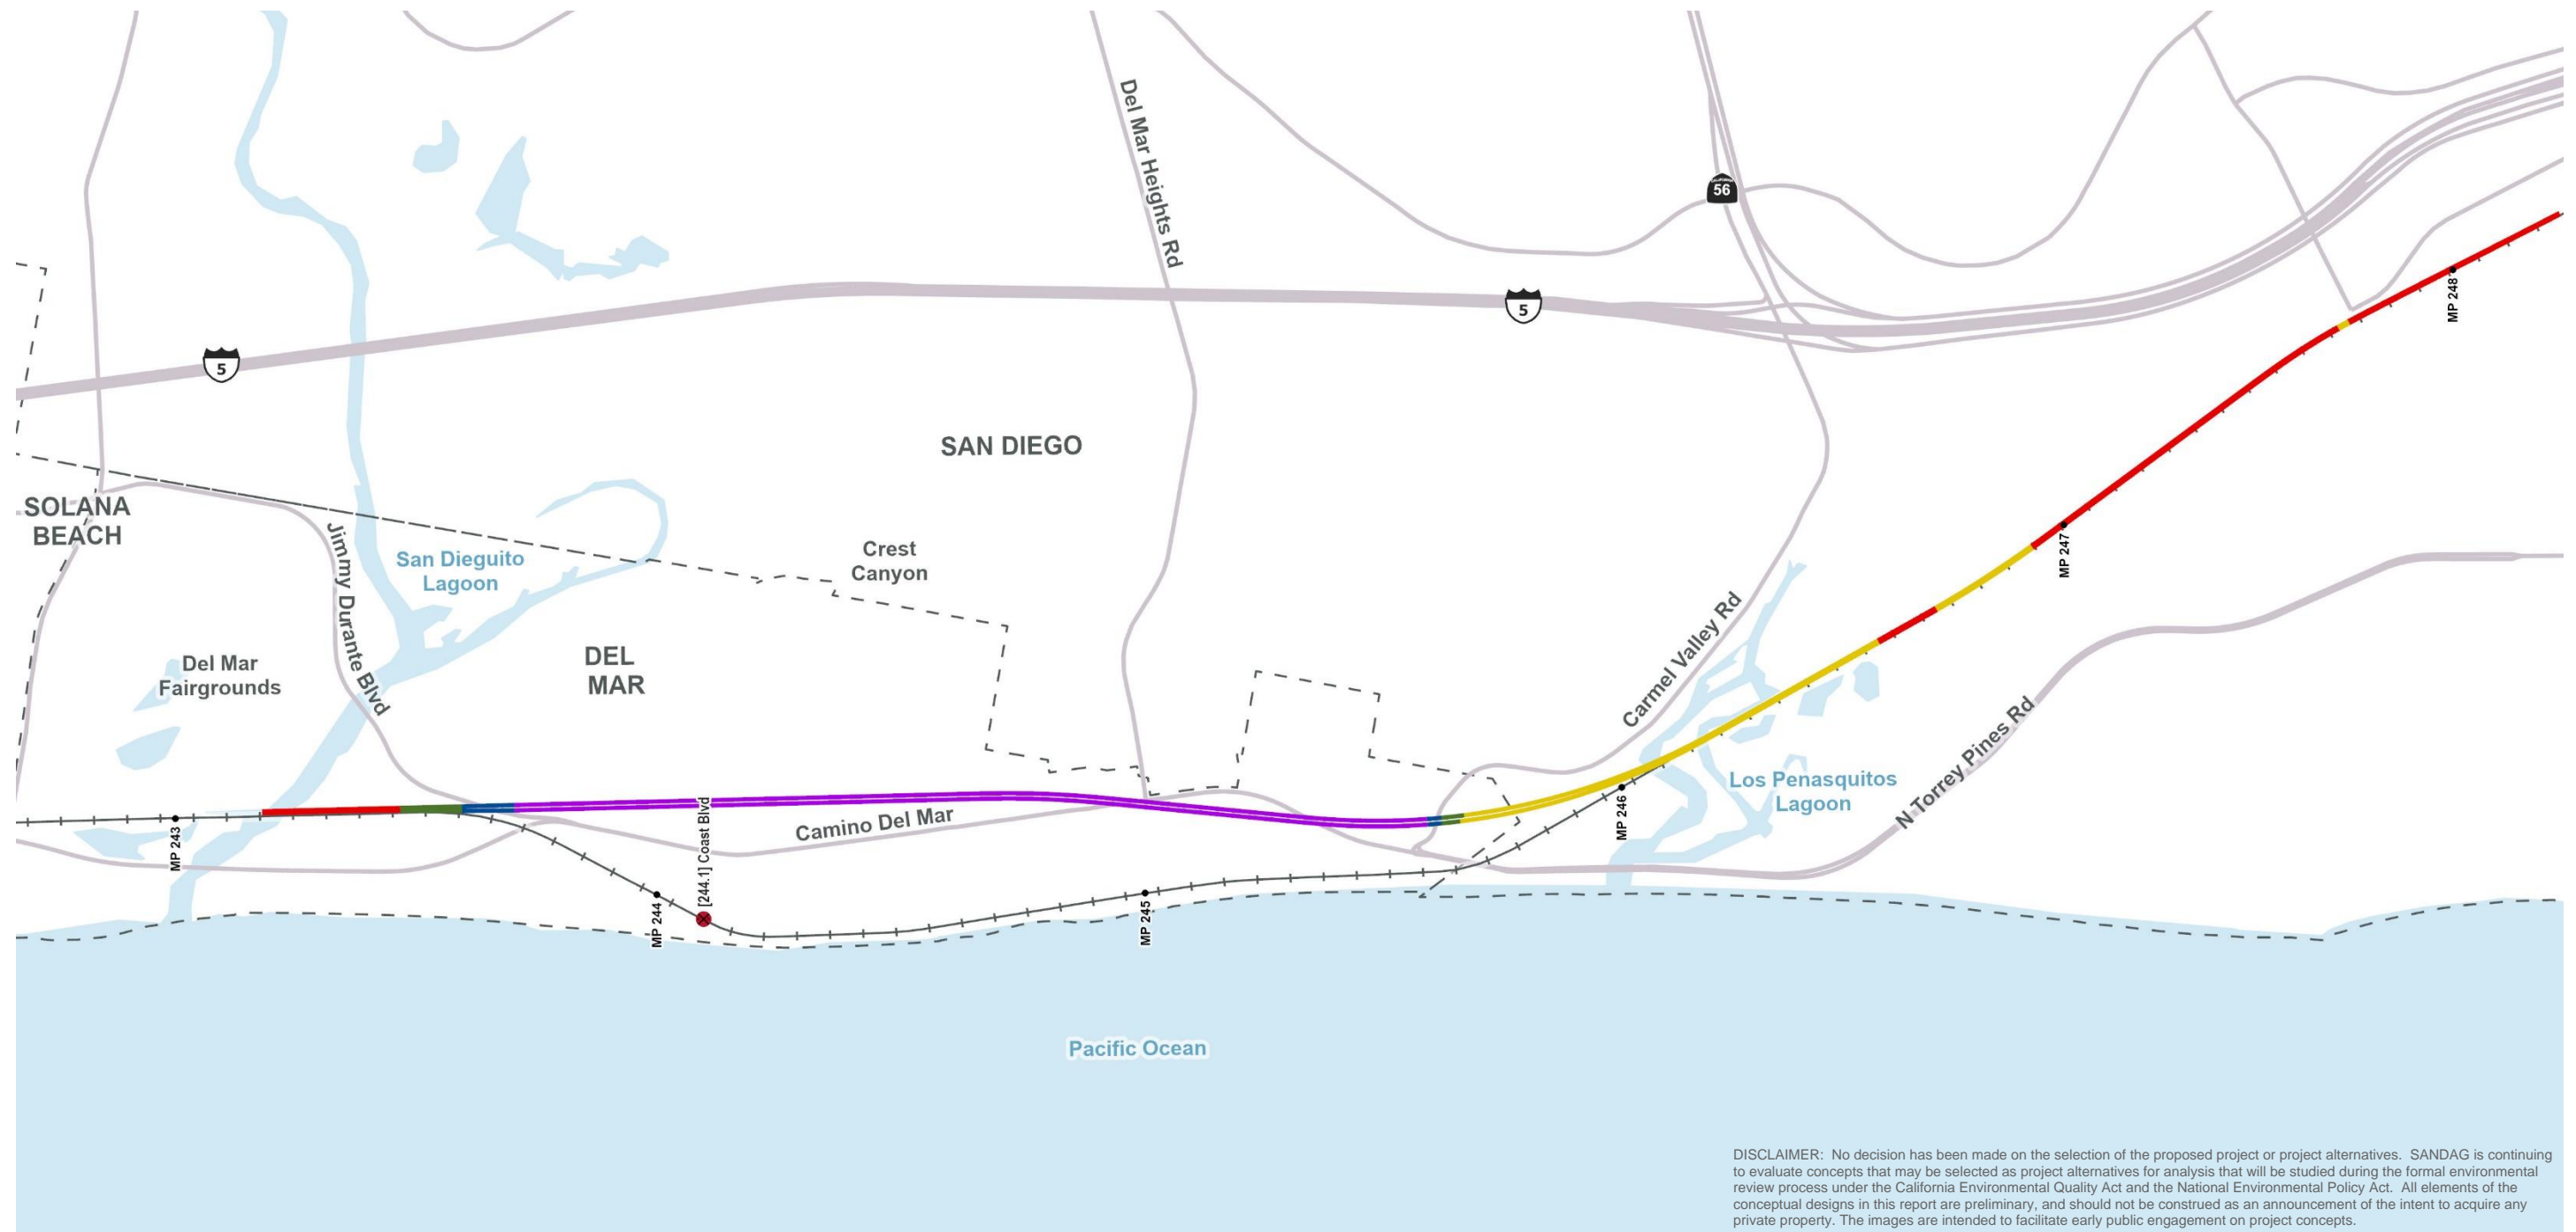 Del Mar Heights Rd
CALIFORNIA
56
5
5
MP 248
SAN DIEGO
SOLANA
BEACH
Jimmy Durante Blvd
San Dieguito
Lagoon
Crest
Canyon
MP 247
Del Mar
Fairgrounds
DEL
MAR
Carmel Valley Rd
N Torrey Pines Rd
Los Penasquitos
Lagoon
MP 243
MP 244
[244.1] Coast Blvd
Camino Del Mar
MP 245
MP 246
Pacific Ocean
DISCLAIMER:  No decision has been made on the selection of the proposed project or project alternatives.  SANDAG is continuing
to evaluate concepts that may be selected as project alternatives for analysis that will be studied during the formal environmental
review process under the California Environmental Quality Act and the National Environmental Policy Act.  All elements of the
conceptual designs in this report are preliminary, and should not be construed as an announcement of the intent to acquire any
private property. The images are intended to facilitate early public engagement on project concepts.